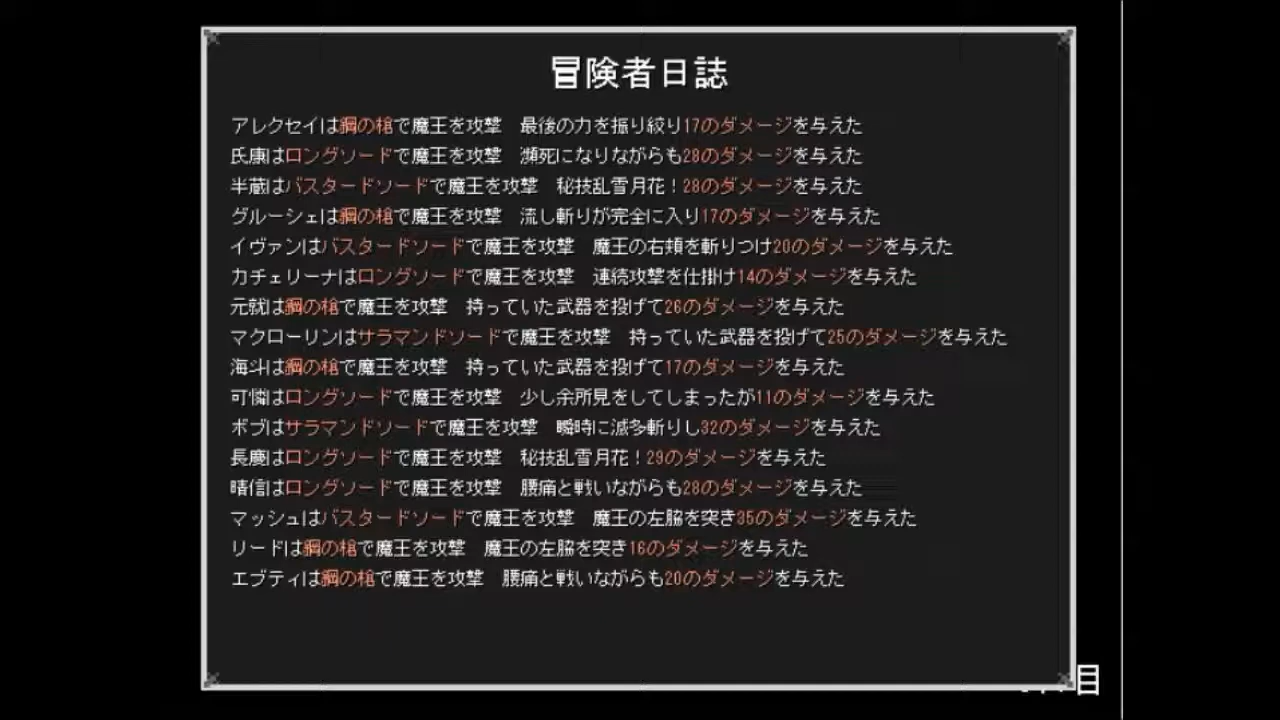 冒険者日誌
アレクセイは鋼の槍で魔王を攻撃　最後の力を振り絞り17のダメージを与えた
氏康はロングソードで魔王を攻撃　瀕死になりながらも28のダメージを与えた
半蔵はバスタードソードで魔王を攻撃　秘技乱雪月花！28のダメージを与えた
グルーシェは鋼の槍で魔王を攻撃　流し斬りが完全に入り17のダメージを与えた
イヴァンはバスタードソードで魔王を攻撃　魔王の右頬を斬りつけ20のダメージを与えた
カチェリーナはロングソードで魔王を攻撃　連続攻撃を仕掛け14のダメージを与えた
元就は鋼の槍で魔王を攻撃　持っていた武器を投げて26のダメージを与えた
マクローリンはサラマンドソードで魔王を攻撃　持っていた武器を投げて25のダメージを与えた
海斗は鋼の槍で魔王を攻撃　持っていた武器を投げて17のダメージを与えた
可憐はロングソードで魔王を攻撃　少し余所見をしてしまったが11のダメージを与えた
ボブはサラマンドソードで魔王を攻撃　瞬時に滅多斬りし32のダメージを与えた
長慶はロングソードで魔王を攻撃　秘技乱雪月花！29のダメージを与えた
晴信はロングソードで魔王を攻撃　腰痛と戦いながらも28のダメージを与えた
マッシュはバスタードソードで魔王を攻撃　魔王の左脇を突き35のダメージを与えた
リードは鋼の槍で魔王を攻撃　魔王の左脇を突き16のダメージを与えた
エブティは鋼の槍で魔王を攻撃　腰痛と戦いながらも20のダメージを与えた
目